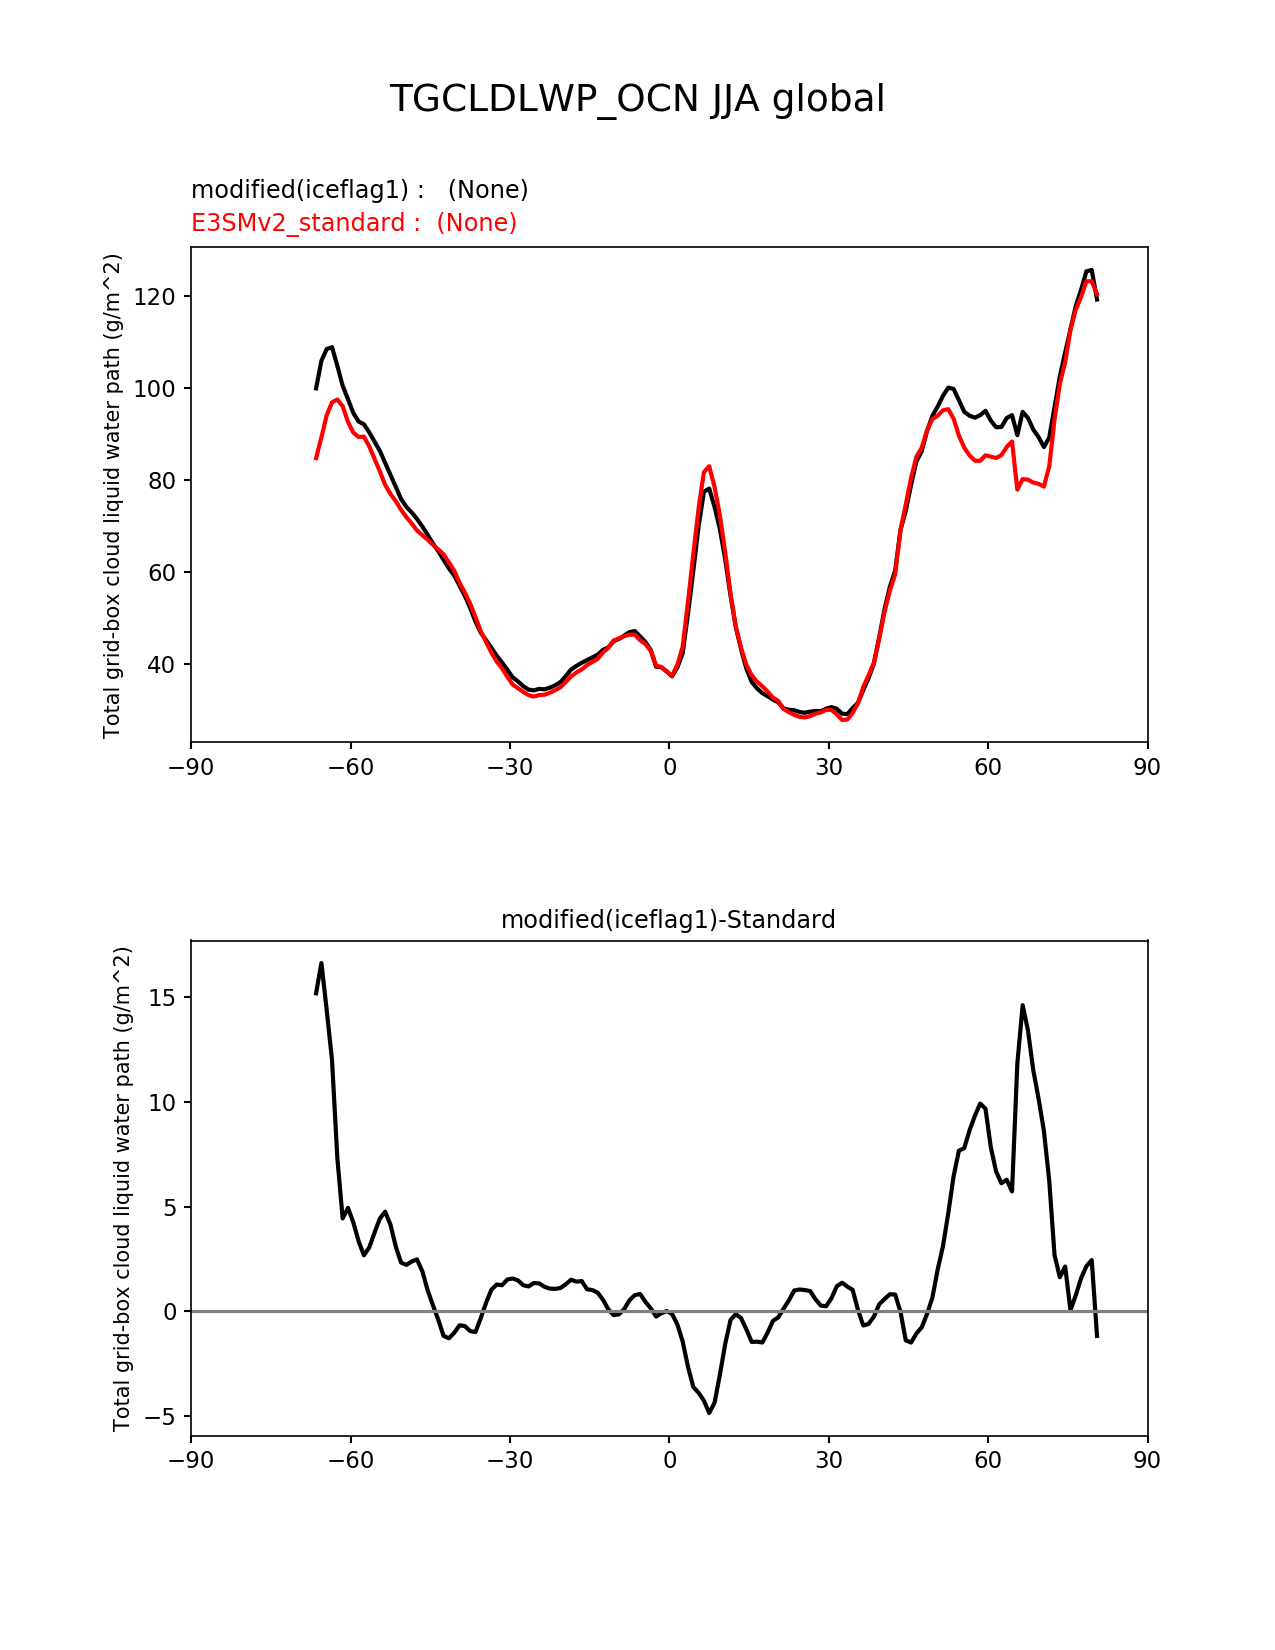 TGCLDLWP_OCN JJA global
modified(iceflag1) :   (None)
E3SMv2_standard :  (None)
Total grid-box cloud liquid water path (g/m^2)
120
100
80
60
40
−90 −60 −30 0 30 60 90
modified(iceflag1)-Standard
Total grid-box cloud liquid water path (g/m^2)
15
10
5
0
−5
−90 −60 −30 0 30 60 90